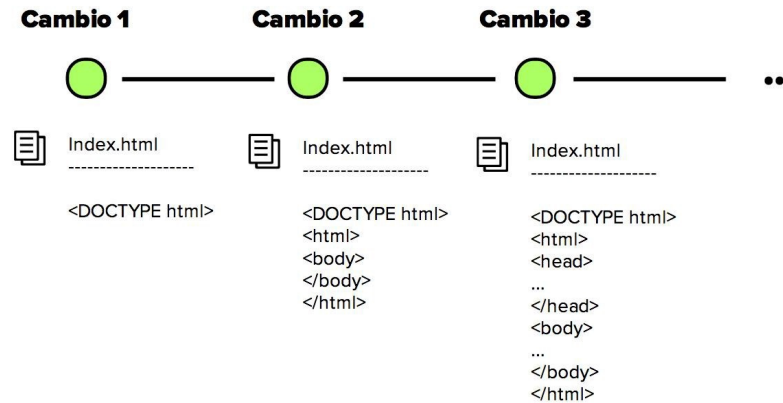 Cambio 1
Cambio 2
Cambio 3
Index.html
--------------------
<DOCTYPE html>
Index.html
--------------------
<DOCTYPE html>
<html>
<body>
</body>
</html>
Index.html
--------------------
<DOCTYPE html>
<html>
<head>
...
</head>
<body>
...
</body>
</html>